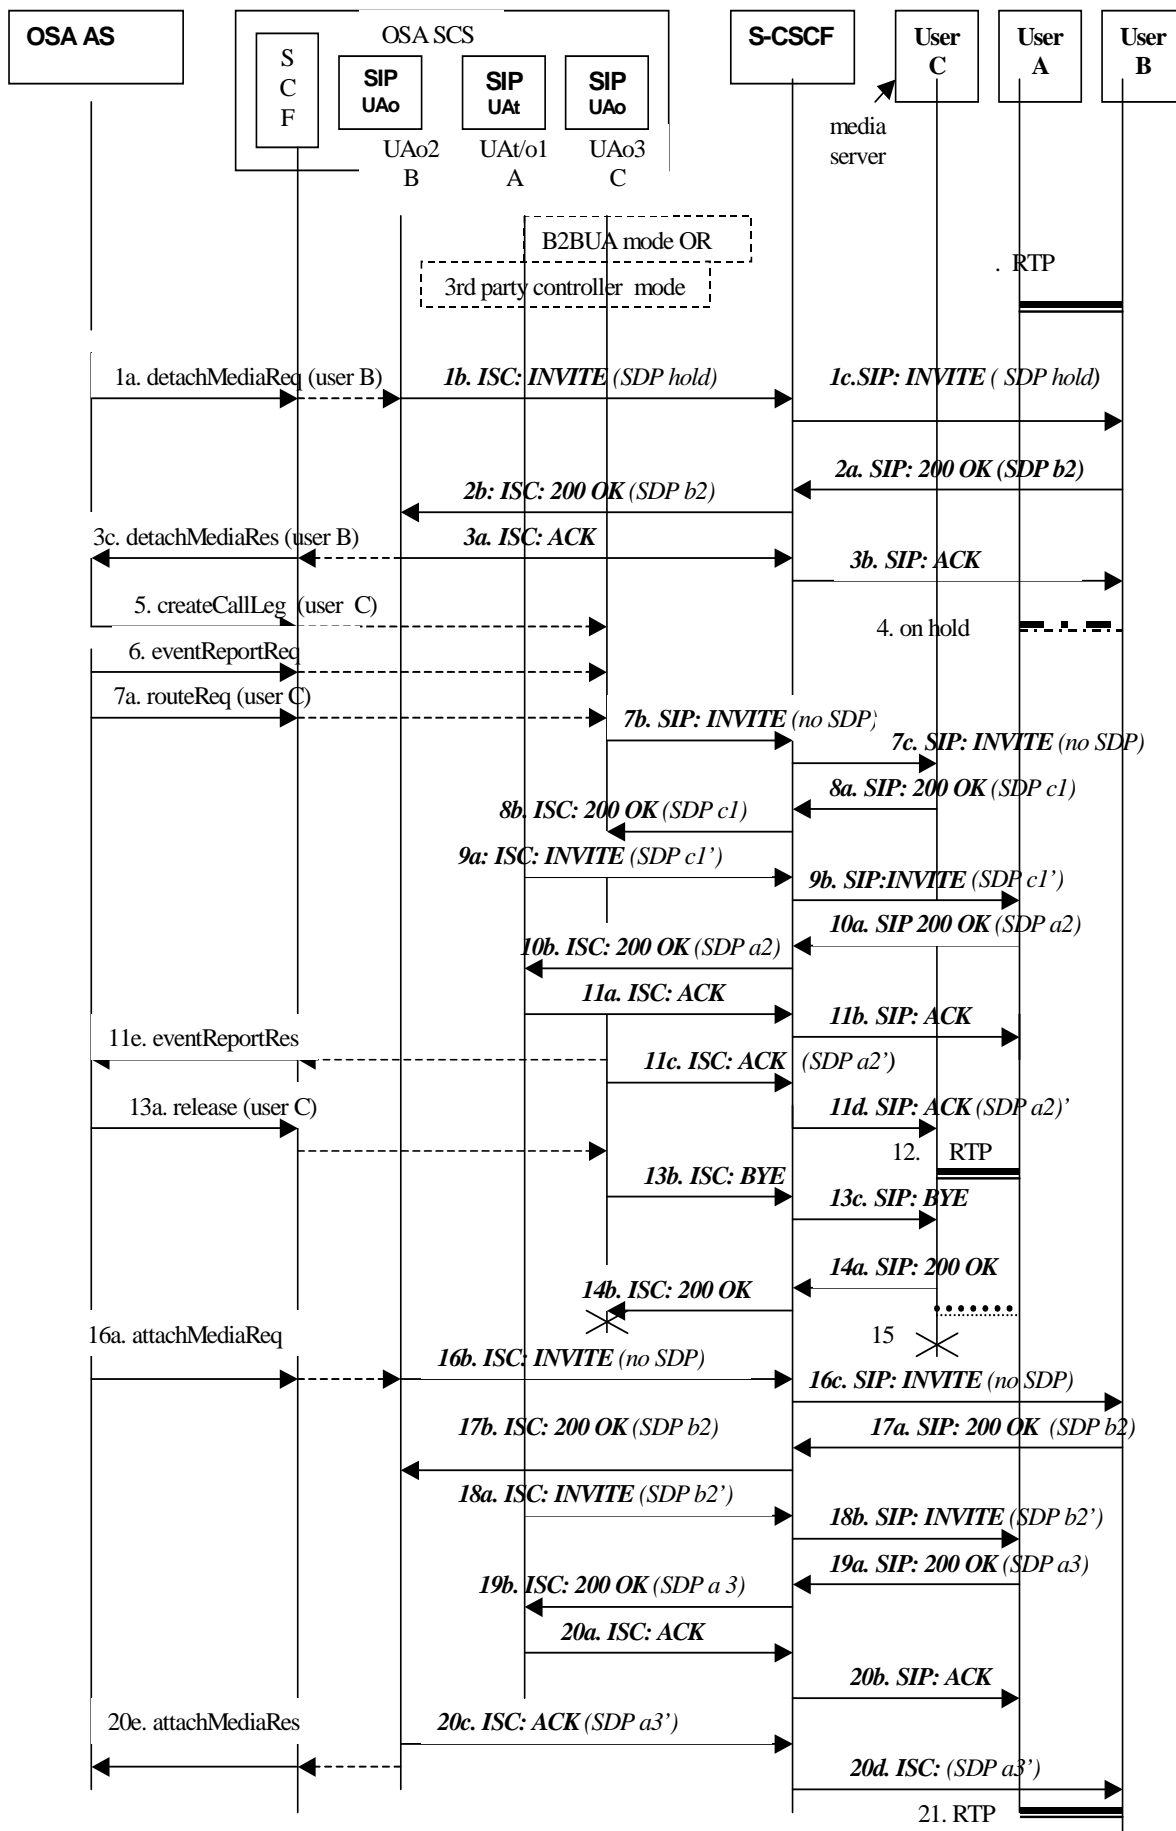 OSA AS
OSA SCS
S-CSCF
User
C
User
A
User
B
S
C
F
SIP
UAo
SIP
UAt
SIP
UAo
media
server
UAo2
B
UAt/o1
A
UAo3
C
B2BUA mode OR
3rd party controller mode
. RTP
1a. detachMediaReq (user B)
1b. ISC: INVITE (SDP hold)
1c.SIP: INVITE ( SDP hold)
2a. SIP: 200 OK (SDP b2)
2b: ISC: 200 OK (SDP b2)
3c. detachMediaRes (user B)
3a. ISC: ACK
3b. SIP: ACK
5. createCallLeg (user C)
4. on hold
6. eventReportReq
7a. routeReq (user C)
7b. SIP: INVITE (no SDP)
7c. SIP: INVITE (no SDP)
8a. SIP: 200 OK (SDP c1)
8b. ISC: 200 OK (SDP c1)
9a: ISC: INVITE (SDP c1’)
9b. SIP:INVITE (SDP c1’)
10a. SIP 200 OK (SDP a2)
10b. ISC: 200 OK (SDP a2)
11a. ISC: ACK
11b. SIP: ACK
11e. eventReportRes
11c. ISC: ACK (SDP a2’)
13a. release (user C)
11d. SIP: ACK (SDP a2)’
12. RTP
13b. ISC: BYE
13c. SIP: BYE
14a. SIP: 200 OK
14b. ISC: 200 OK
16a. attachMediaReq
15
16b. ISC: INVITE (no SDP)
16c. SIP: INVITE (no SDP)
17b. ISC: 200 OK (SDP b2)
17a. SIP: 200 OK (SDP b2)
18a. ISC: INVITE (SDP b2’)
18b. SIP: INVITE (SDP b2’)
19a. SIP: 200 OK (SDP a3)
19b. ISC: 200 OK (SDP a 3)
20a. ISC: ACK
20b. SIP: ACK
20e. attachMediaRes
20c. ISC: ACK (SDP a3’)
20d. ISC: (SDP a3’)
21. RTP